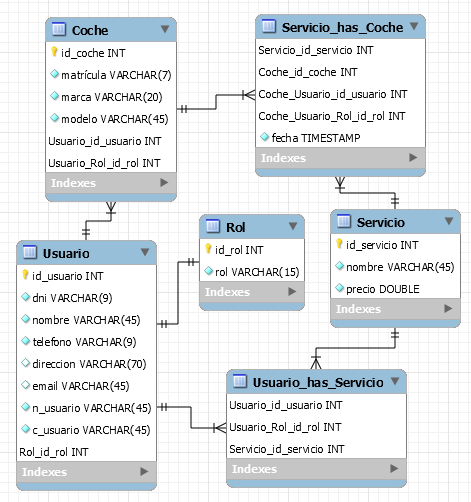 Coche
id_coche INT
matrícula VARCHAR(7)
marca VARCHAR(20)
modelo VARCHAR(45)
Usuario_id_usuario INT
Usuario_Rol_id_rol INT
Indexes
Servicio_has_Coche
Servicio_id_servicio INT
Coche_id_coche INT
Coche_Usuario_id_usuario INT
Coche_Usuario_Rol_id_rol INT
fecha TIMESTAMP
Indexes
Usuario
id_usuario INT
dni VARCHAR(9)
nombre VARCHAR(45)
telefono VARCHAR(9)
direccion VARCHAR(70)
email VARCHAR(45)
n_usuario VARCHAR(45)
c_usuario VARCHAR(45)
Rol_id_rol INT
Indexes
Rol
id_rol INT
rol VARCHAR(15)
Indexes
Servicio
id_servicio INT
nombre VARCHAR(45)
precio DOUBLE
Indexes
Usuario_has_Servicio
Usuario_id_usuario INT
Usuario_Rol_id_rol INT
Servicio_id_servicio INT
Indexes